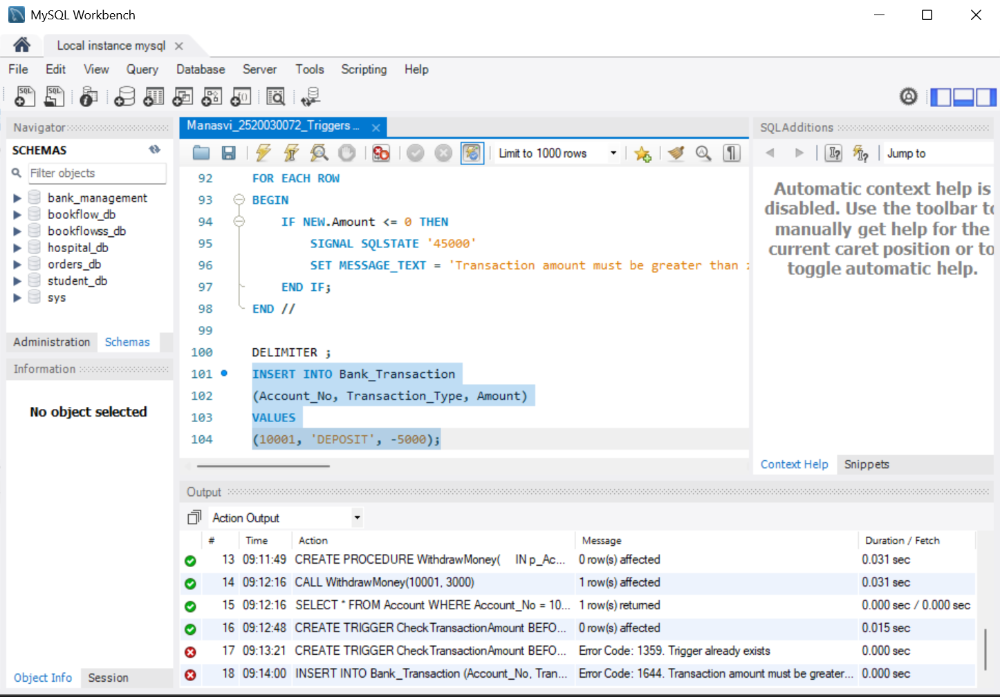 MySQL Workbench
Local instance mysql
File Edit View Query Database Server Tools Scripting Help
Navigator
SCHEMAS
Filter objects
bank_management
bookflow_db
bookflowss_db
hospital_db
orders_db
student_db
sys
Administration Schemas
Information
No object selected
Object Info Session
Manasvi_2520030072_Triggers ...
Limit to 1000 rows
92 FOR EACH ROW
93 BEGIN
94 IF NEW.Amount <= 0 THEN
95 SIGNAL SQLSTATE '45000'
96 SET MESSAGE_TEXT = 'Transaction amount must be greater than
97 END IF;
98 END //
99
100 DELIMITER ;
101 INSERT INTO Bank_Transaction
102 (Account_No, Transaction_Type, Amount)
103 VALUES
104 (10001, 'DEPOSIT', -5000);
SQLAdditions
Jump to
Automatic context help is
disabled. Use the toolbar to
manually get help for the
current caret position or to
toggle automatic help.
Context Help Snippets
Output
Action Output
# Time Action Message Duration / Fetch
13 09:11:49 CREATE PROCEDURE WithdrawMoney( IN p_Ac... 0 row(s) affected 0.031 sec
14 09:12:16 CALL WithdrawMoney(10001, 3000) 1 row(s) affected 0.031 sec
15 09:12:16 SELECT * FROM Account WHERE Account_No = 10... 1 row(s) returned 0.000 sec / 0.000 sec
16 09:12:48 CREATE TRIGGER CheckTransactionAmount BEFO... 0 row(s) affected 0.015 sec
17 09:13:21 CREATE TRIGGER CheckTransactionAmount BEFO... Error Code: 1359. Trigger already exists 0.000 sec
18 09:14:00 INSERT INTO Bank_Transaction (Account_No, Tran... Error Code: 1644. Transaction amount must be greater... 0.000 sec